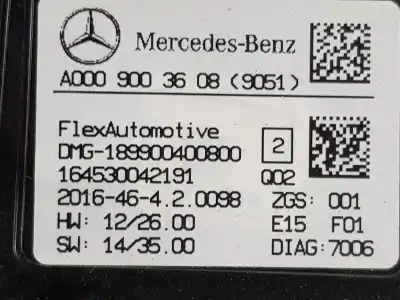 Mercedes-Benz
A000 900 36 08 (9051)
FlexAutomotive
DMG-189900400800 2
164530042191 Q02
2016-46-4.2.0098 ZGS: 001
HW: 12/26.00 E15 F01
SW: 14/35.00 DIAG:7006